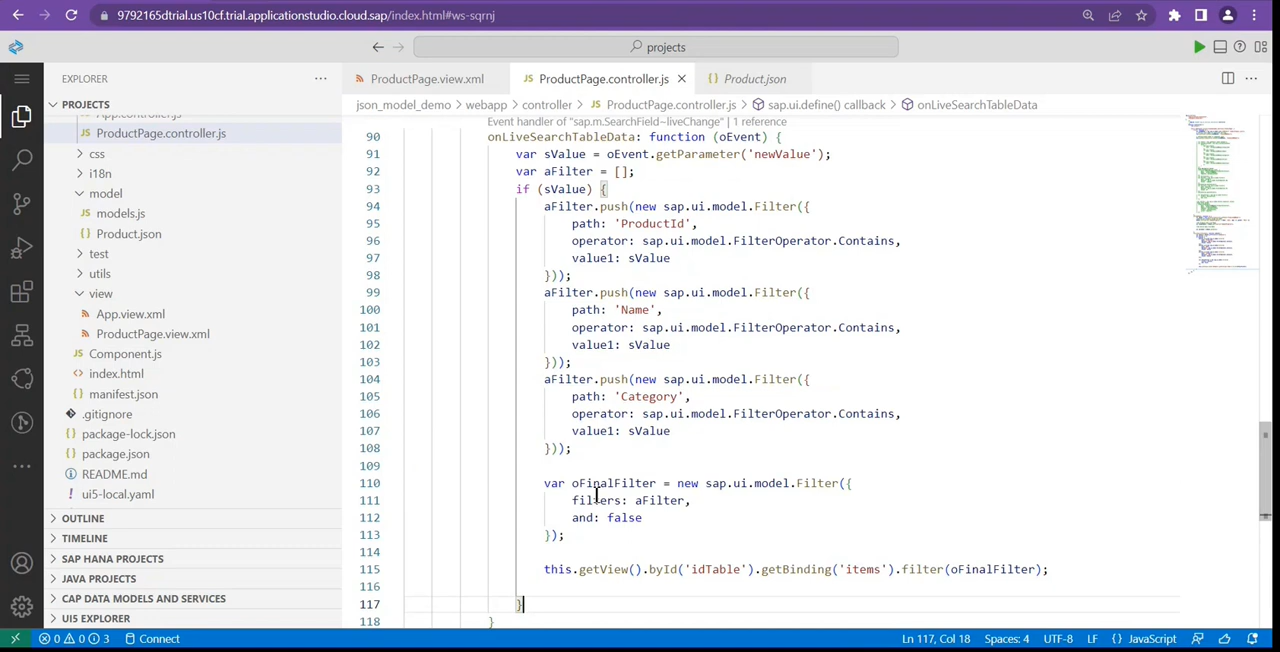 9792165dtrial.us10cf.trial.applicationstudio.cloud.sap/index.html#ws-sqrnj
projects
EXPLORER
ProductPage.view.xml
JS ProductPage.controller.js
{} Product.json
PROJECTS
json_model_demo > webapp > controller > JS ProductPage.controller.js > sap.ui.define() callback > onLiveSearchTableData
App.controller.js
JS ProductPage.controller.js
css
i18n
model
JS models.js
{} Product.json
test
utils
view
App.view.xml
ProductPage.view.xml
JS Component.js
<> index.html
{} manifest.json
.gitignore
{} package-lock.json
{} package.json
README.md
! ui5-local.yaml
OUTLINE
TIMELINE
SAP HANA PROJECTS
JAVA PROJECTS
CAP DATA MODELS AND SERVICES
UI5 EXPLORER
Event handler of "sap.m.SearchField~liveChange" | 1 reference
90 onLiveSearchTableData: function (oEvent) {
91 var sValue = oEvent.getParameter('newValue');
92 var aFilter = [];
93 if (sValue) {
94 aFilter.push(new sap.ui.model.Filter({
95 path: 'ProductId',
96 operator: sap.ui.model.FilterOperator.Contains,
97 value1: sValue
98 }));
99 aFilter.push(new sap.ui.model.Filter({
100 path: 'Name',
101 operator: sap.ui.model.FilterOperator.Contains,
102 value1: sValue
103 }));
104 aFilter.push(new sap.ui.model.Filter({
105 path: 'Category',
106 operator: sap.ui.model.FilterOperator.Contains,
107 value1: sValue
108 }));
109
110 var oFinalFilter = new sap.ui.model.Filter({
111 filters: aFilter,
112 and: false
113 });
114
115 this.getView().byId('idTable').getBinding('items').filter(oFinalFilter);
116
117 }
118 }
0 0 3 Connect
Ln 117, Col 18 Spaces: 4 UTF-8 LF {} JavaScript